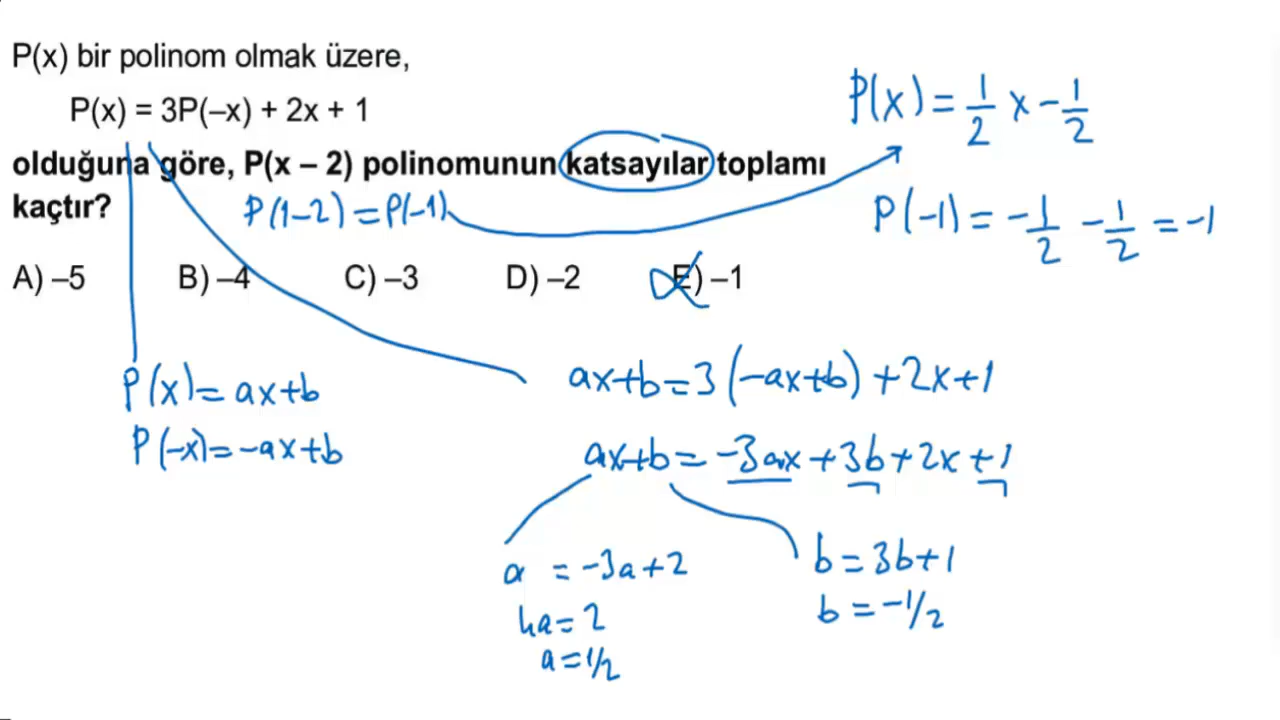 P(x) bir polinom olmak üzere,
P(x) = 3P(–x) + 2x + 1
olduğuna göre, P(x – 2) polinomunun katsayılar toplamı
kaçtır?
P(1-2) = P(-1)
P(x) = 1/2 x - 1/2
P(-1) = -1/2 - 1/2 = -1
A) –5 B) –4 C) –3 D) –2 E) –1
P(x) = ax+b
P(-x) = -ax+b
ax+b = 3(-ax+b) + 2x+1
ax+b = -3ax + 3b + 2x + 1
a = -3a+2
4a = 2
a = 1/2
b = 3b+1
b = -1/2